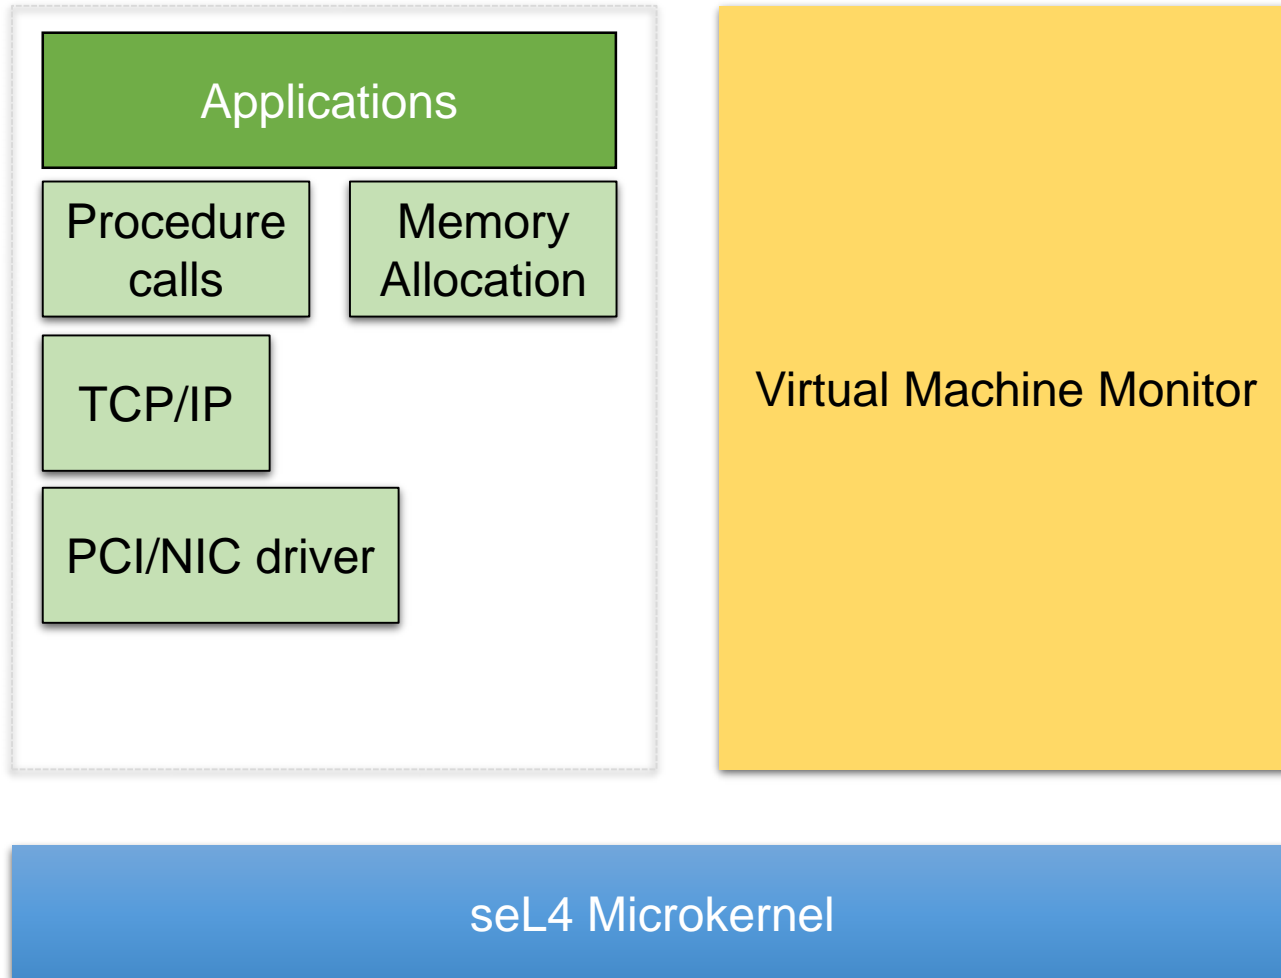 Applications
Procedure
calls
Memory
Allocation
TCP/IP
PCI/NIC driver
Virtual Machine Monitor
seL4 Microkernel